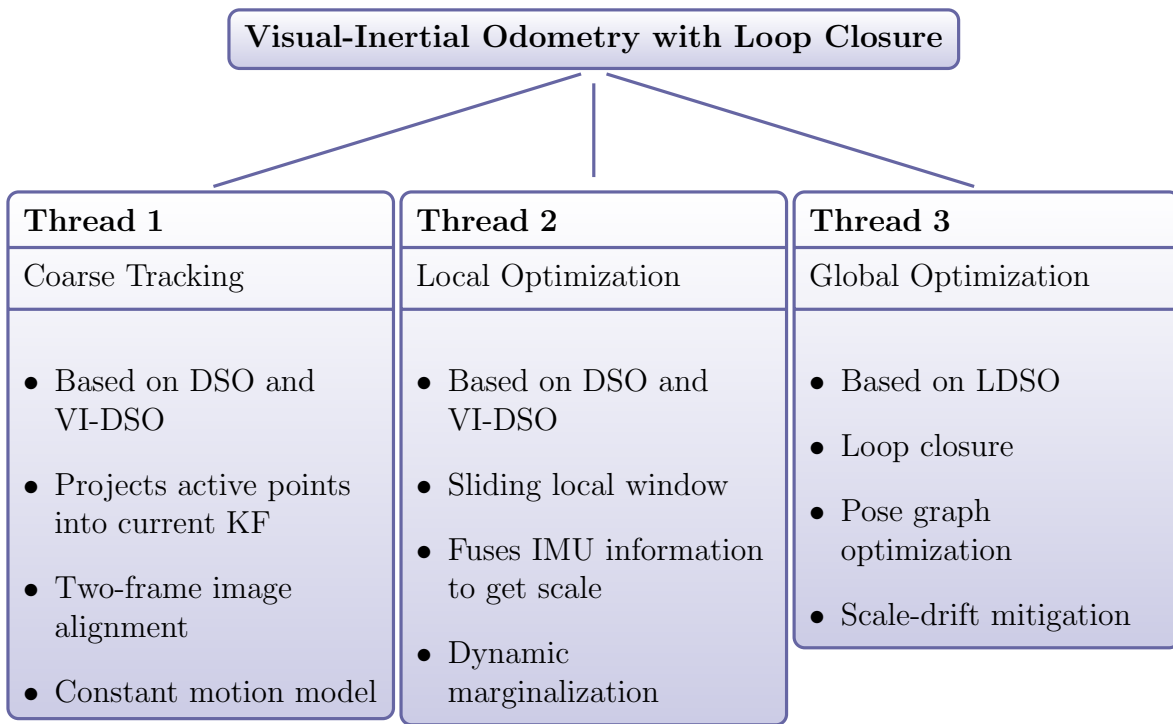 Visual-Inertial Odometry with Loop Closure
Thread 1
Coarse Tracking
• Based on DSO and
VI-DSO
• Projects active points
into current KF
• Two-frame image
alignment
• Constant motion model
Thread 2
Local Optimization
• Based on DSO and
VI-DSO
• Sliding local window
• Fuses IMU information
to get scale
• Dynamic
marginalization
Thread 3
Global Optimization
• Based on LDSO
• Loop closure
• Pose graph
optimization
• Scale-drift mitigation